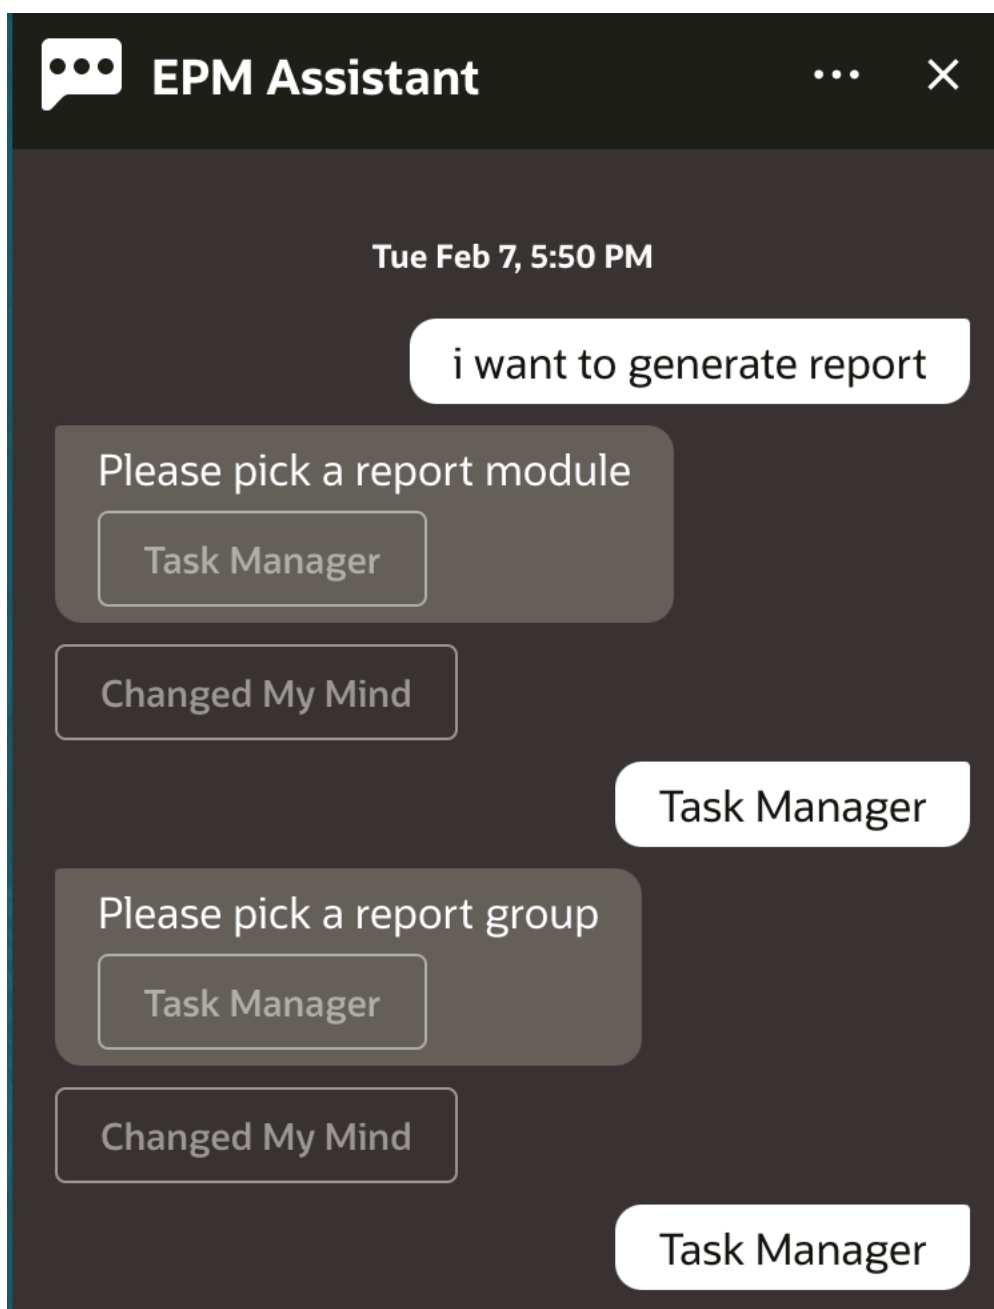 EPM Assistant
Tue Feb 7, 5:50 PM
i want to generate report
Please pick a report module
Task Manager
Changed My Mind
Task Manager
Please pick a report group
Task Manager
Changed My Mind
Task Manager